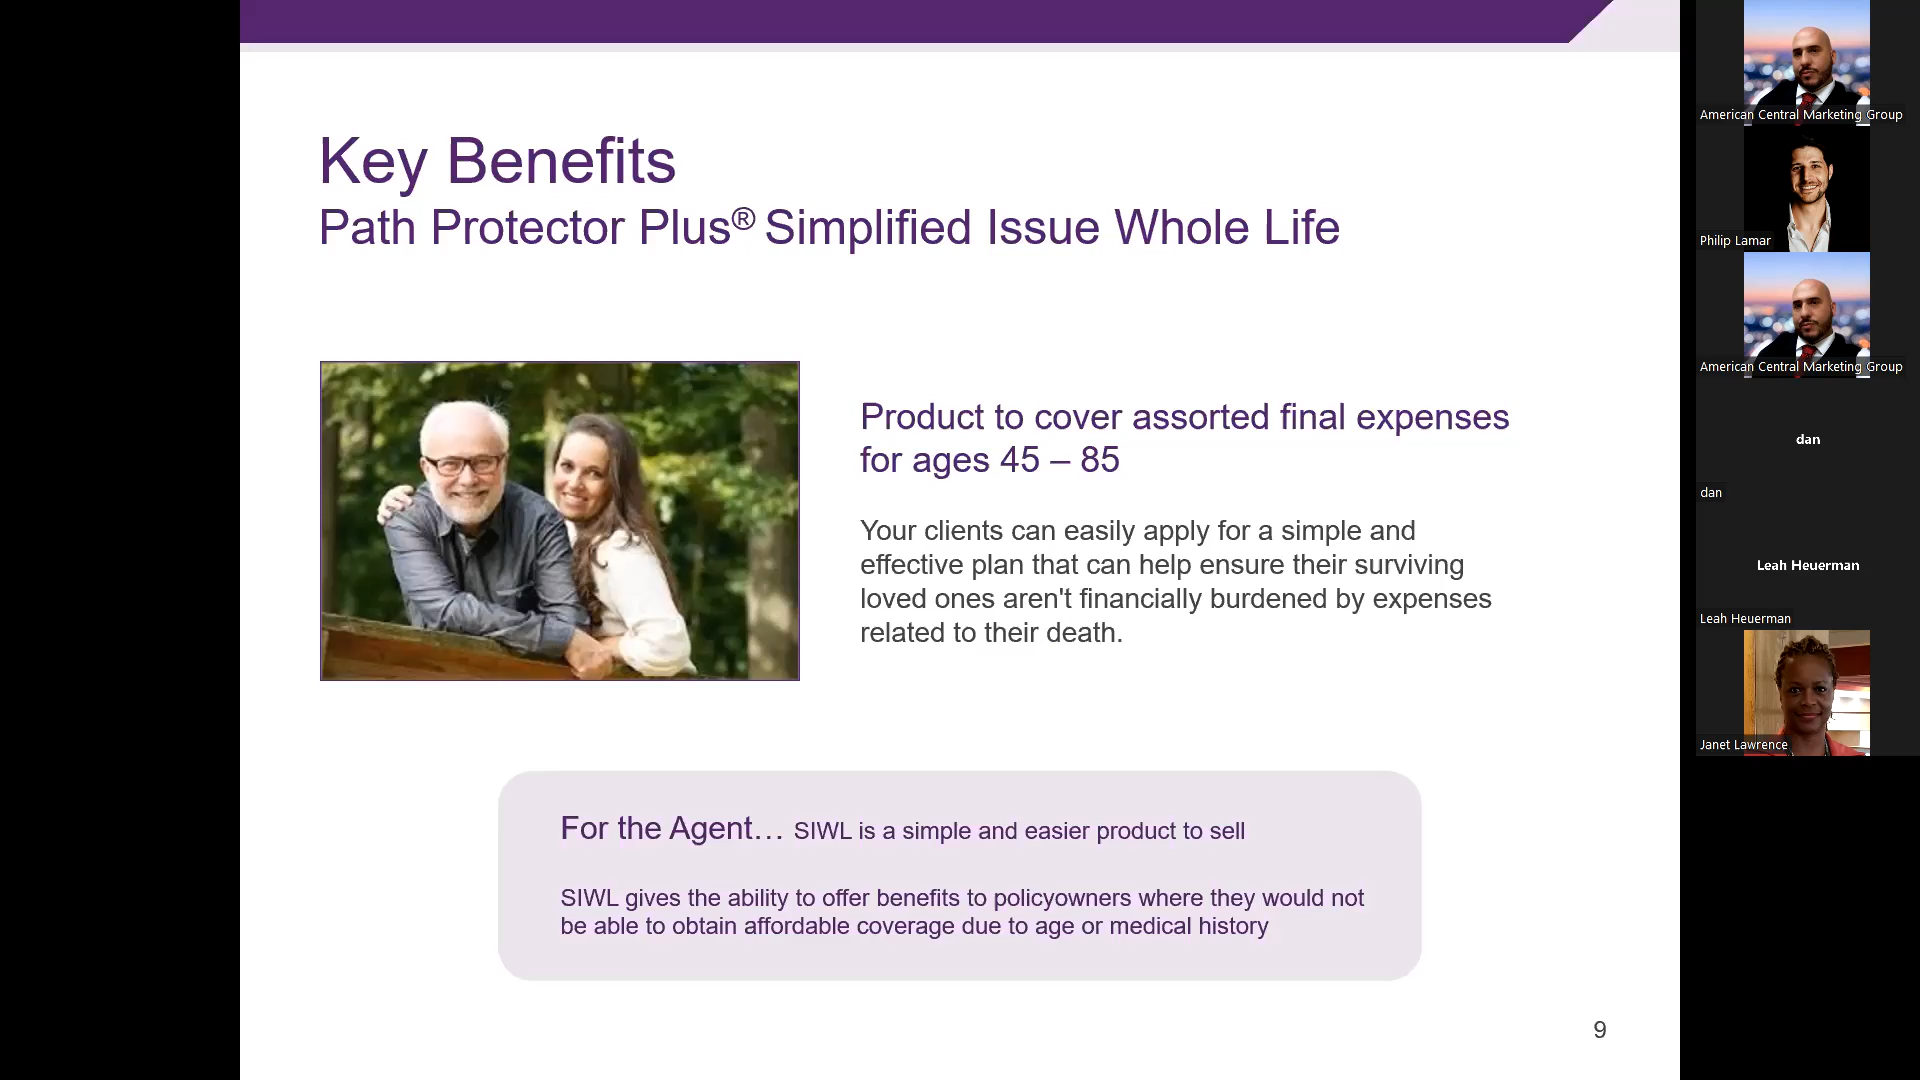 Key Benefits
Path Protector Plus® Simplified Issue Whole Life
Product to cover assorted final expenses
for ages 45 – 85
Your clients can easily apply for a simple and
effective plan that can help ensure their surviving
loved ones aren't financially burdened by expenses
related to their death.
For the Agent… SIWL is a simple and easier product to sell
SIWL gives the ability to offer benefits to policyowners where they would not
be able to obtain affordable coverage due to age or medical history
9
American Central Marketing Group
Philip Lamar
American Central Marketing Group
dan
dan
Leah Heuerman
Leah Heuerman
Janet Lawrence